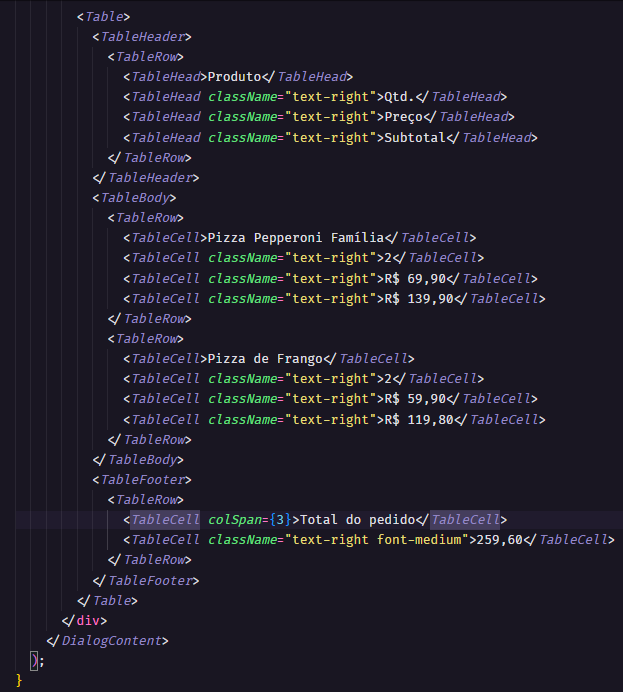 <Table>
<TableHeader>
<TableRow>
<TableHead>Produto</TableHead>
<TableHead className="text-right">Qtd.</TableHead>
<TableHead className="text-right">Preço</TableHead>
<TableHead className="text-right">Subtotal</TableHead>
</TableRow>
</TableHeader>
<TableBody>
<TableRow>
<TableCell>Pizza Pepperoni Família</TableCell>
<TableCell className="text-right">2</TableCell>
<TableCell className="text-right">R$ 69,90</TableCell>
<TableCell className="text-right">R$ 139,90</TableCell>
</TableRow>
<TableRow>
<TableCell>Pizza de Frango</TableCell>
<TableCell className="text-right">2</TableCell>
<TableCell className="text-right">R$ 59,90</TableCell>
<TableCell className="text-right">R$ 119,80</TableCell>
</TableRow>
</TableBody>
<TableFooter>
<TableRow>
<TableCell colSpan={3}>Total do pedido</TableCell>
<TableCell className="text-right font-medium">259,60</TableCell>
</TableRow>
</TableFooter>
</Table>
</div>
</DialogContent>
);
}